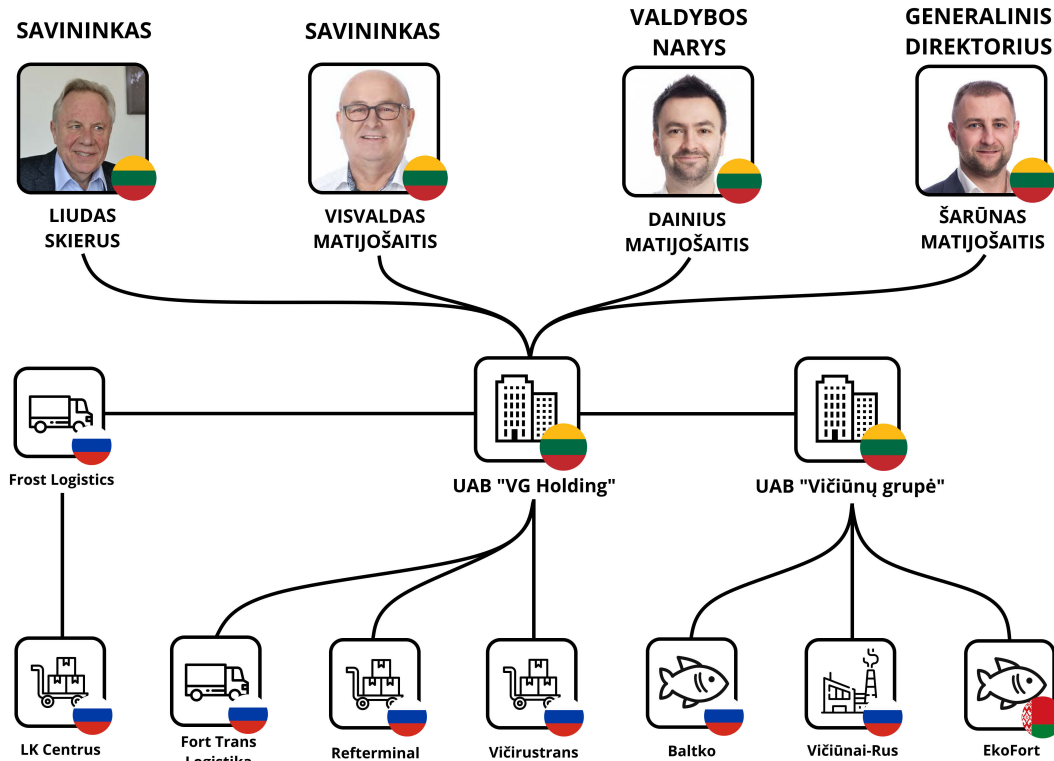 SAVININKAS
SAVININKAS
VALDYBOS
NARYS
GENERALINIS
DIREKTORIUS
LIUDAS
SKIERUS
VISVALDAS
MATIJOŠAITIS
DAINIUS
MATIJOŠAITIS
ŠARŪNAS
MATIJOŠAITIS
Frost Logistics
UAB "VG Holding"
UAB "Vičiūnų grupė"
LK Centrus
Fort Trans
Logistika
Refterminal
Vičirustrans
Baltko
Vičiūnai-Rus
EkoFort